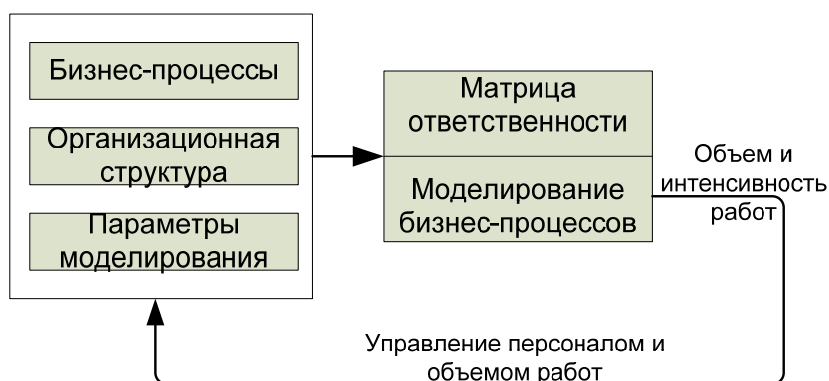 Бизнес-процессы
Организационная
структура
Параметры
моделирования
Матрица
ответственности
Моделирование
бизнес-процессов
Объем и
интенсивность
работ
Управление персоналом и
объемом работ